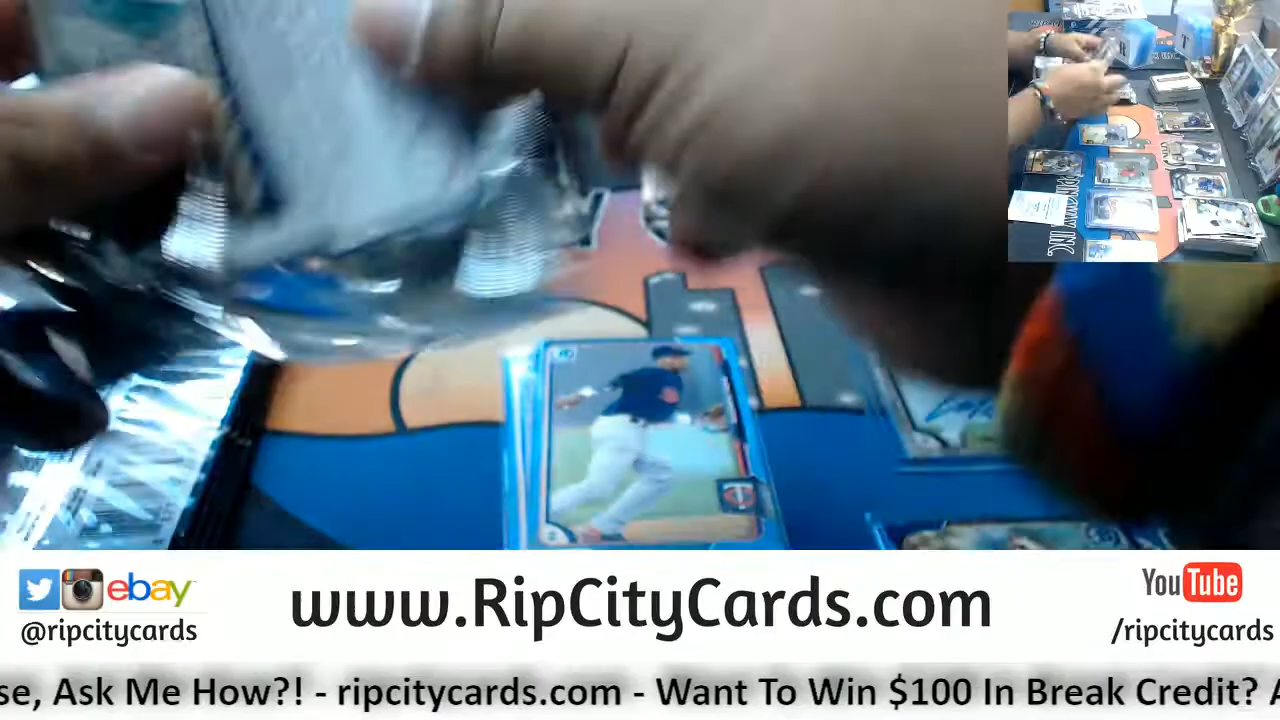 R
T
INC.
ebay
@ripcitycards
www.RipCityCards.com
YouTube
/ripcitycards
se, Ask Me How?! - ripcitycards.com - Want To Win $100 In Break Credit? A